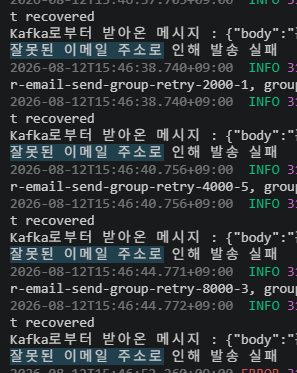 2026-08-12T15:46:37.705+09:00  INFO 3
t recovered
Kafka로부터 받아온 메시지 : {"body":"
잘못된 이메일 주소로 인해 발송 실패
2026-08-12T15:46:38.740+09:00  INFO 3
r-email-send-group-retry-2000-1, group
2026-08-12T15:46:38.740+09:00  INFO 3
t recovered
Kafka로부터 받아온 메시지 : {"body":"
잘못된 이메일 주소로 인해 발송 실패
2026-08-12T15:46:40.756+09:00  INFO 3
r-email-send-group-retry-4000-5, group
2026-08-12T15:46:40.756+09:00  INFO 3
t recovered
Kafka로부터 받아온 메시지 : {"body":"
잘못된 이메일 주소로 인해 발송 실패
2026-08-12T15:46:44.771+09:00  INFO 3
r-email-send-group-retry-8000-3, group
2026-08-12T15:46:44.772+09:00  INFO 3
t recovered
Kafka로부터 받아온 메시지 : {"body":"
잘못된 이메일 주소로 인해 발송 실패